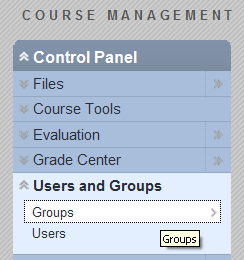 COURSE MANAGEMENT
Control Panel
Files
Course Tools
Evaluation
Grade Center
Users and Groups
Groups
Users
Groups